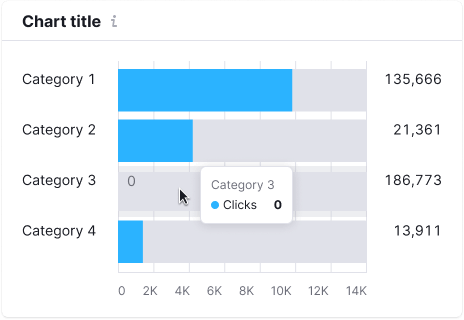 Chart title
Category 1 135,666
Category 2 21,361
Category 3 0 186,773
Category 3
Clicks 0
Category 4 13,911
0 2K 4K 6K 8K 10K 12K 14K